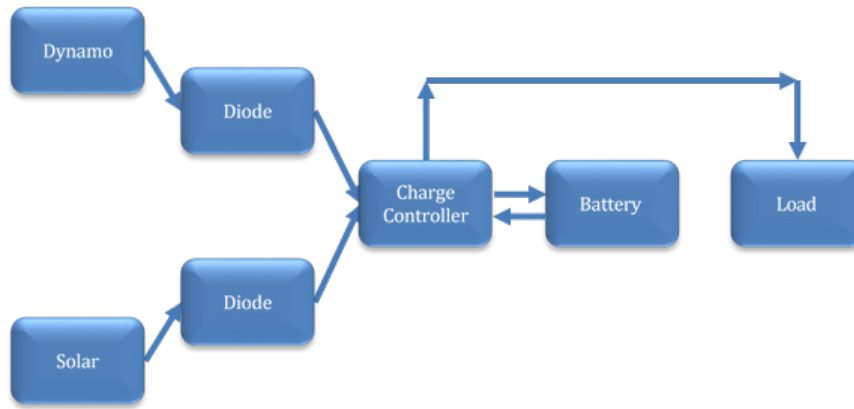 Dynamo
Diode
Charge
Controller
Battery
Load
Diode
Solar